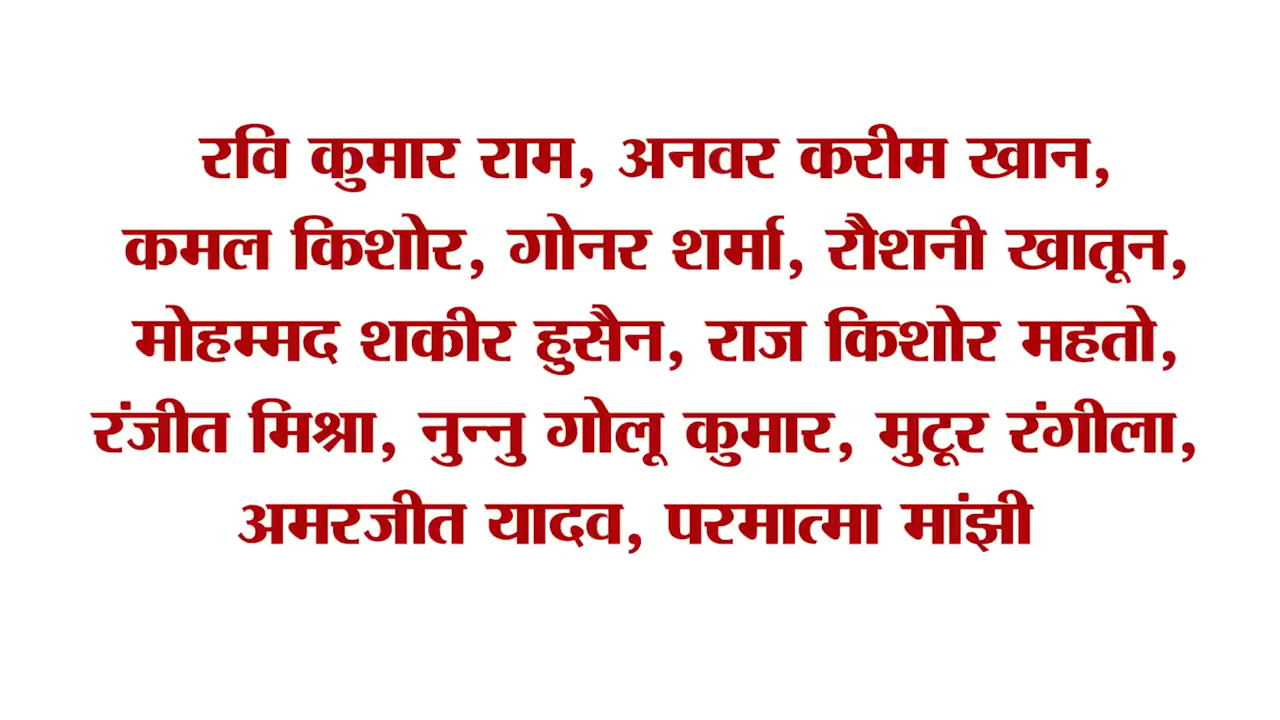 रवि कुमार राम, अनवर करीम खान,
कमल किशोर, गोनर शर्मा, रौशनी खातून,
मोहम्मद शकीर हुसैन, राज किशोर महतो,
रंजीत मिश्रा, नुन्नु गोलू कुमार, मुटूर रंगीला,
अमरजीत यादव, परमात्मा मांझी